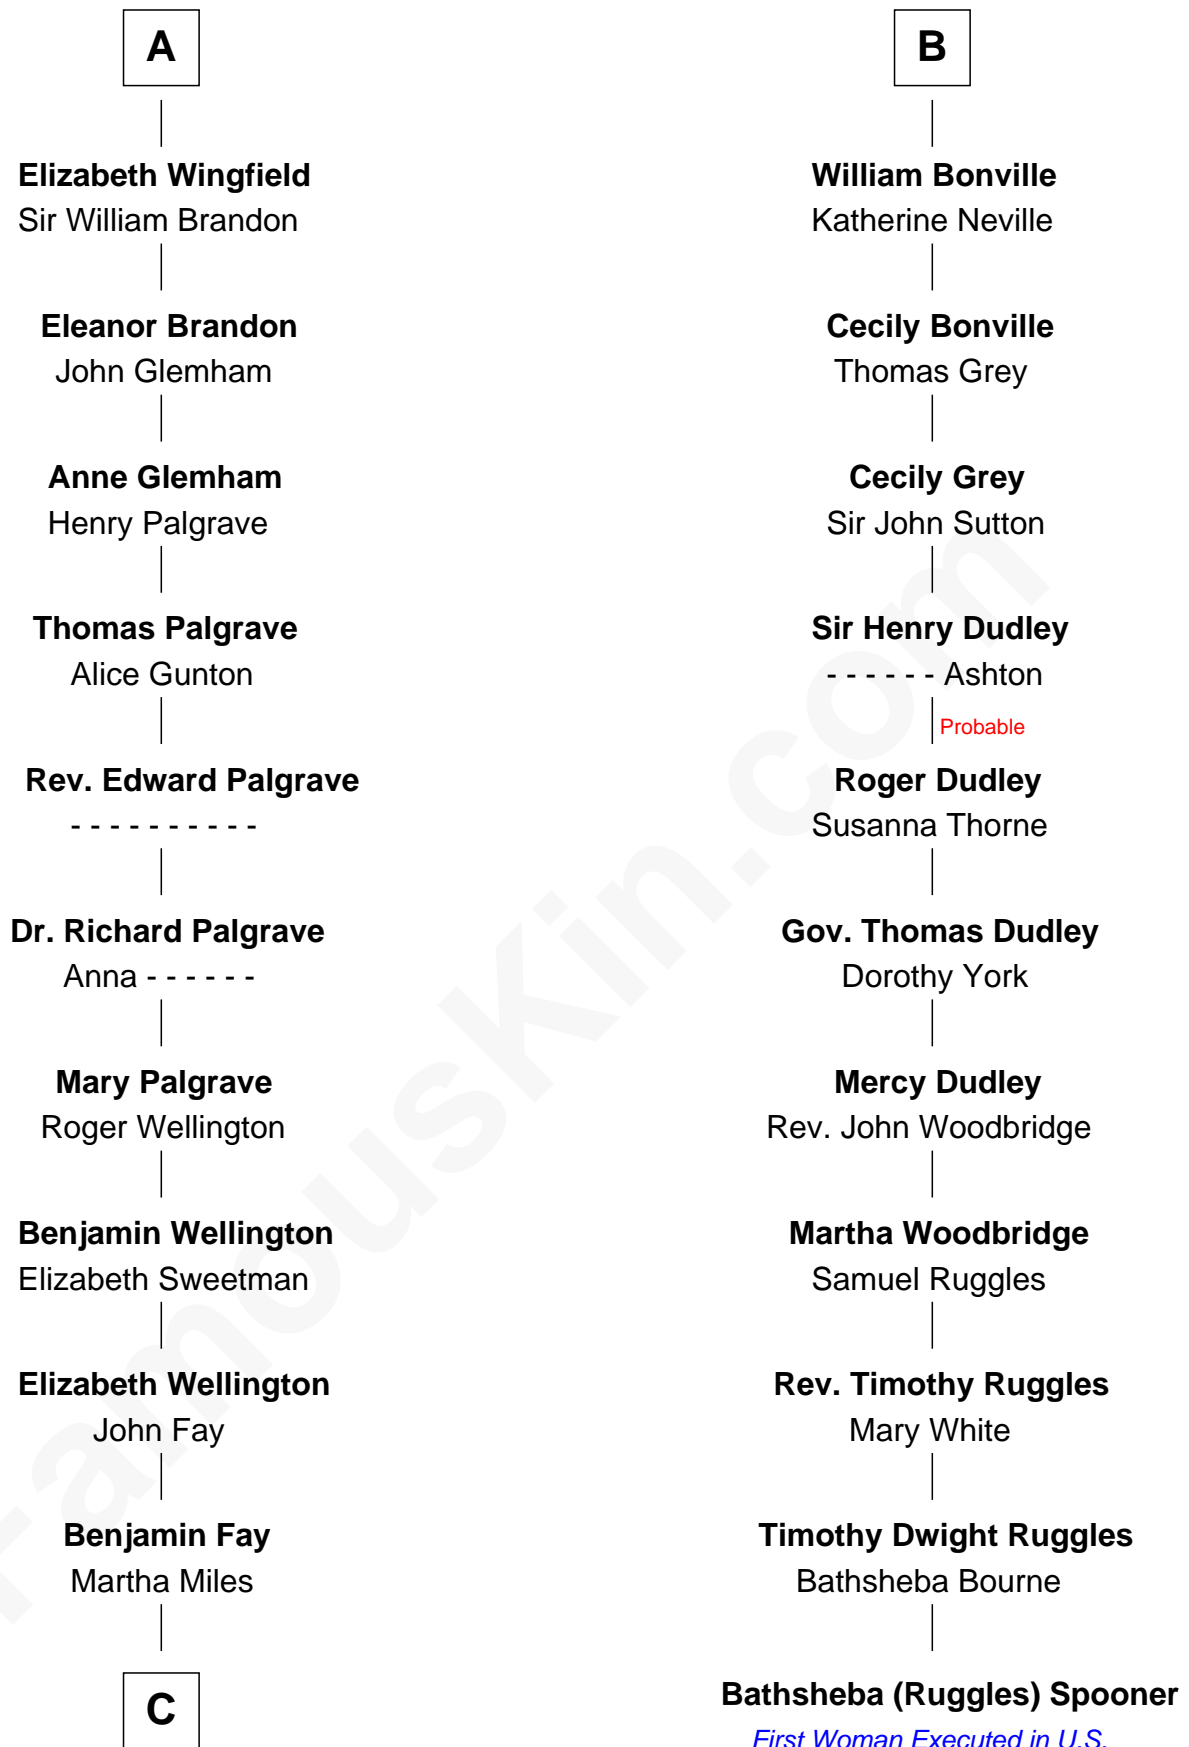 A
Elizabeth Wingfield
Sir William Brandon
Eleanor Brandon
John Glemham
Anne Glemham
Henry Palgrave
Thomas Palgrave
Alice Gunton
Rev. Edward Palgrave
- - - - - - - - - -
Dr. Richard Palgrave
Anna - - - - - -
Mary Palgrave
Roger Wellington
Benjamin Wellington
Elizabeth Sweetman
Elizabeth Wellington
John Fay
Benjamin Fay
Martha Miles
C
B
William Bonville
Katherine Neville
Cecily Bonville
Thomas Grey
Cecily Grey
Sir John Sutton
Sir Henry Dudley
- - - - - - Ashton
Probable
Roger Dudley
Susanna Thorne
Gov. Thomas Dudley
Dorothy York
Mercy Dudley
Rev. John Woodbridge
Martha Woodbridge
Samuel Ruggles
Rev. Timothy Ruggles
Mary White
Timothy Dwight Ruggles
Bathsheba Bourne
Bathsheba (Ruggles) Spooner
First Woman Executed in U.S.
FamousKin.com